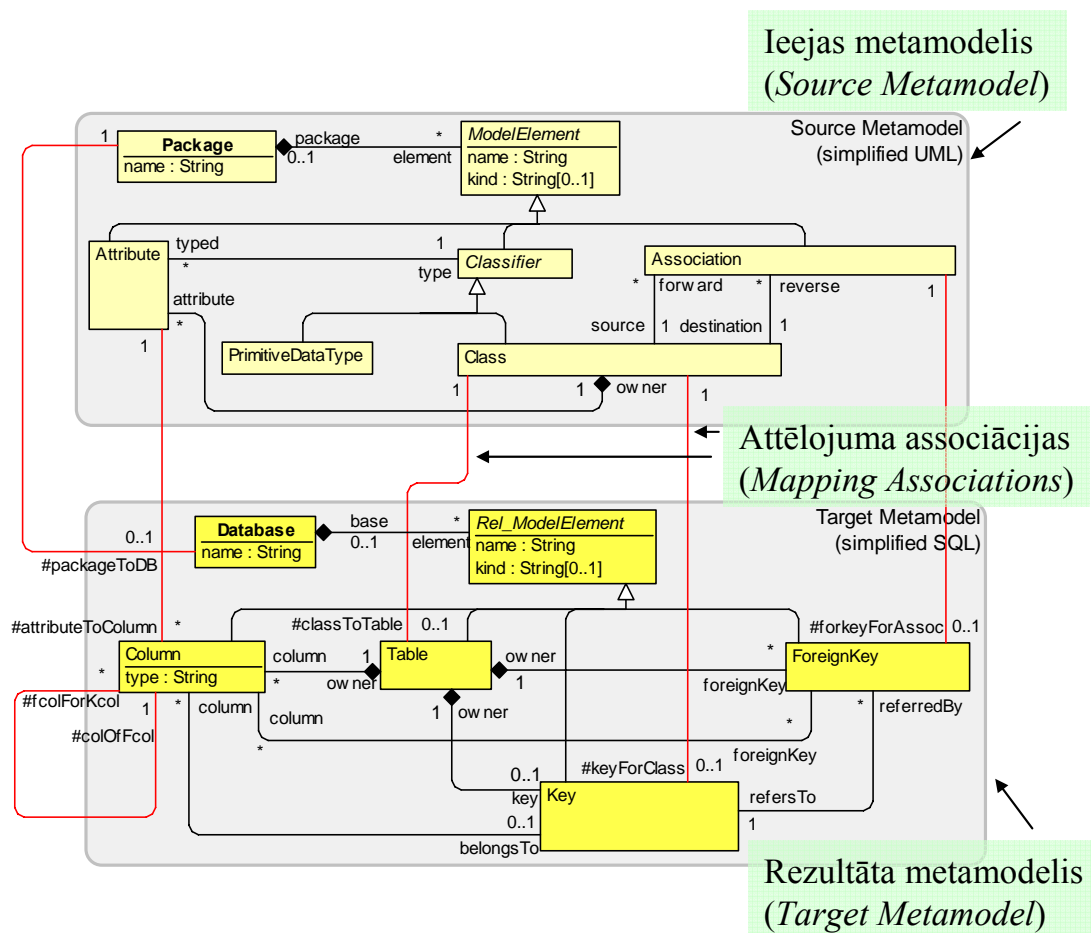 Ieejas metamodelis
(Source Metamodel)
Source Metamodel
(simplified UML)
1
Package
name : String
package
0..1
*
element
ModelElement
name : String
kind : String[0..1]
Attribute
typed
*
1
type
Classifier
Association
attribute
*
*
forward
*
reverse
1
source
1
destination
1
1
PrimitiveDataType
Class
1
1
owner
1
Attēlojuma associācijas
(Mapping Associations)
Target Metamodel
(simplified SQL)
Database
name : String
base
0..1
*
element
Rel_ModelElement
name : String
kind : String[0..1]
0..1
#packageToDB
#attributeToColumn
*
#classToTable
0..1
#forkeyForAssoc
0..1
Column
type : String
column
*
1
owner
Table
owner
1
*
foreignKey
ForeignKey
*
#fcolForKcol
1
#colOfFcol
*
column
column
*
1
owner
*
foreignKey
*
referredBy
0..1
key
#keyForClass
0..1
Key
refersTo
1
0..1
belongsTo
Rezultāta metamodelis
(Target Metamodel)